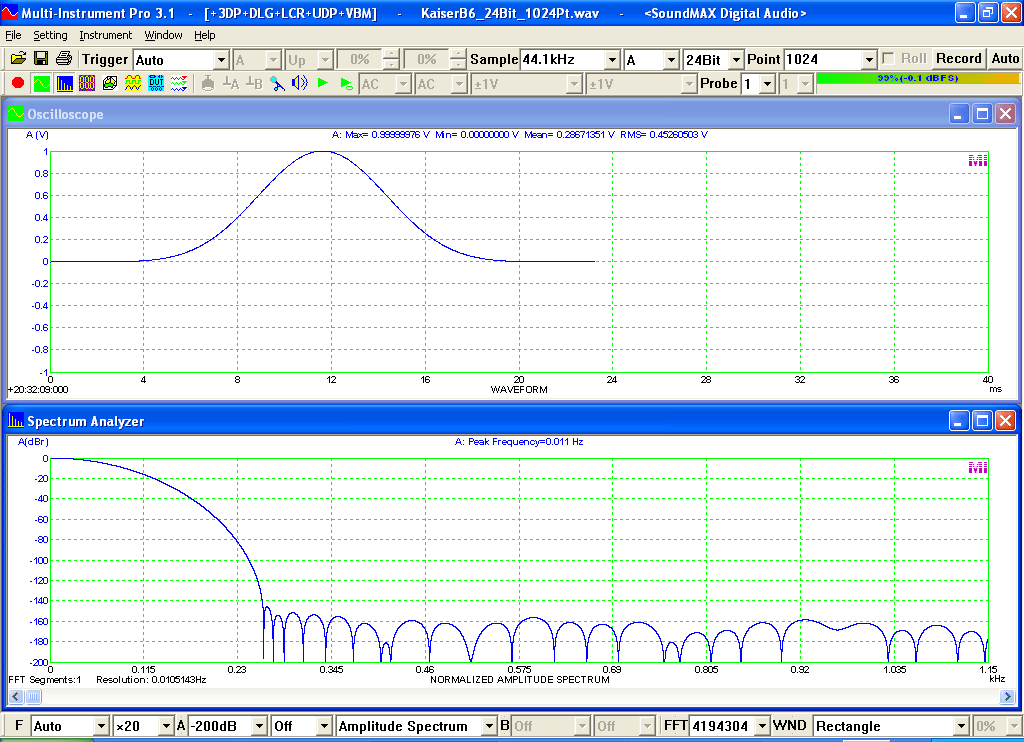 Multi-Instrument Pro 3.1 - [+3DP+DLG+LCR+UDP+VBM] - KaiserB6_24Bit_1024Pt.wav - <SoundMAX Digital Audio>
File Setting Instrument Window Help
Trigger Auto A Up 0% 0% Sample 44.1kHz A 24Bit Point 1024 Roll Record Auto
⊥A ⊥B AC AC ±1V ±1V Probe 1 1 99%(-0.1 dBFS)
Oscilloscope
A (V) A: Max= 0.99999976 V Min= 0.00000000 V Mean= 0.28671351 V RMS= 0.45260503 V
1
0.8
0.6
0.4
0.2
0
-0.2
-0.4
-0.6
-0.8
-1
0 4 8 12 16 20 24 28 32 36 40
+20:32:09:000 WAVEFORM ms
Spectrum Analyzer
A(dBr) A: Peak Frequency=0.011 Hz
0
-20
-40
-60
-80
-100
-120
-140
-160
-180
-200
0 0.115 0.23 0.345 0.46 0.575 0.69 0.805 0.92 1.035 1.15
FFT Segments:1 Resolution: 0.0105143Hz NORMALIZED AMPLITUDE SPECTRUM kHz
F Auto ×20 A -200dB Off Amplitude Spectrum B Off Off FFT 4194304 WND Rectangle 0%